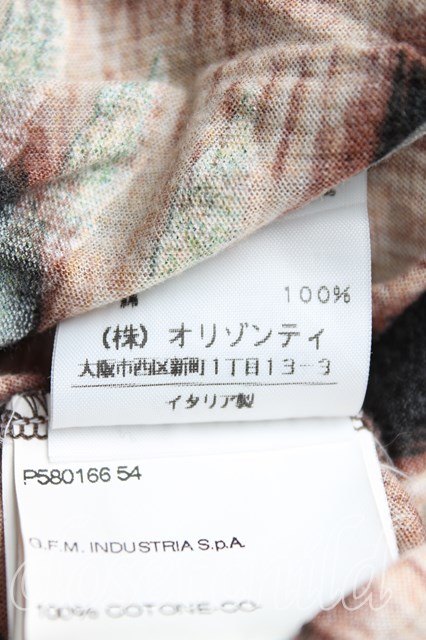 綿 100%
(株) オリゾンティ
大阪市西区新町1丁目13-3
イタリア製
P580166 54
O.F.M. INDUSTRIA S.p.A.
100% COTONE-CO-